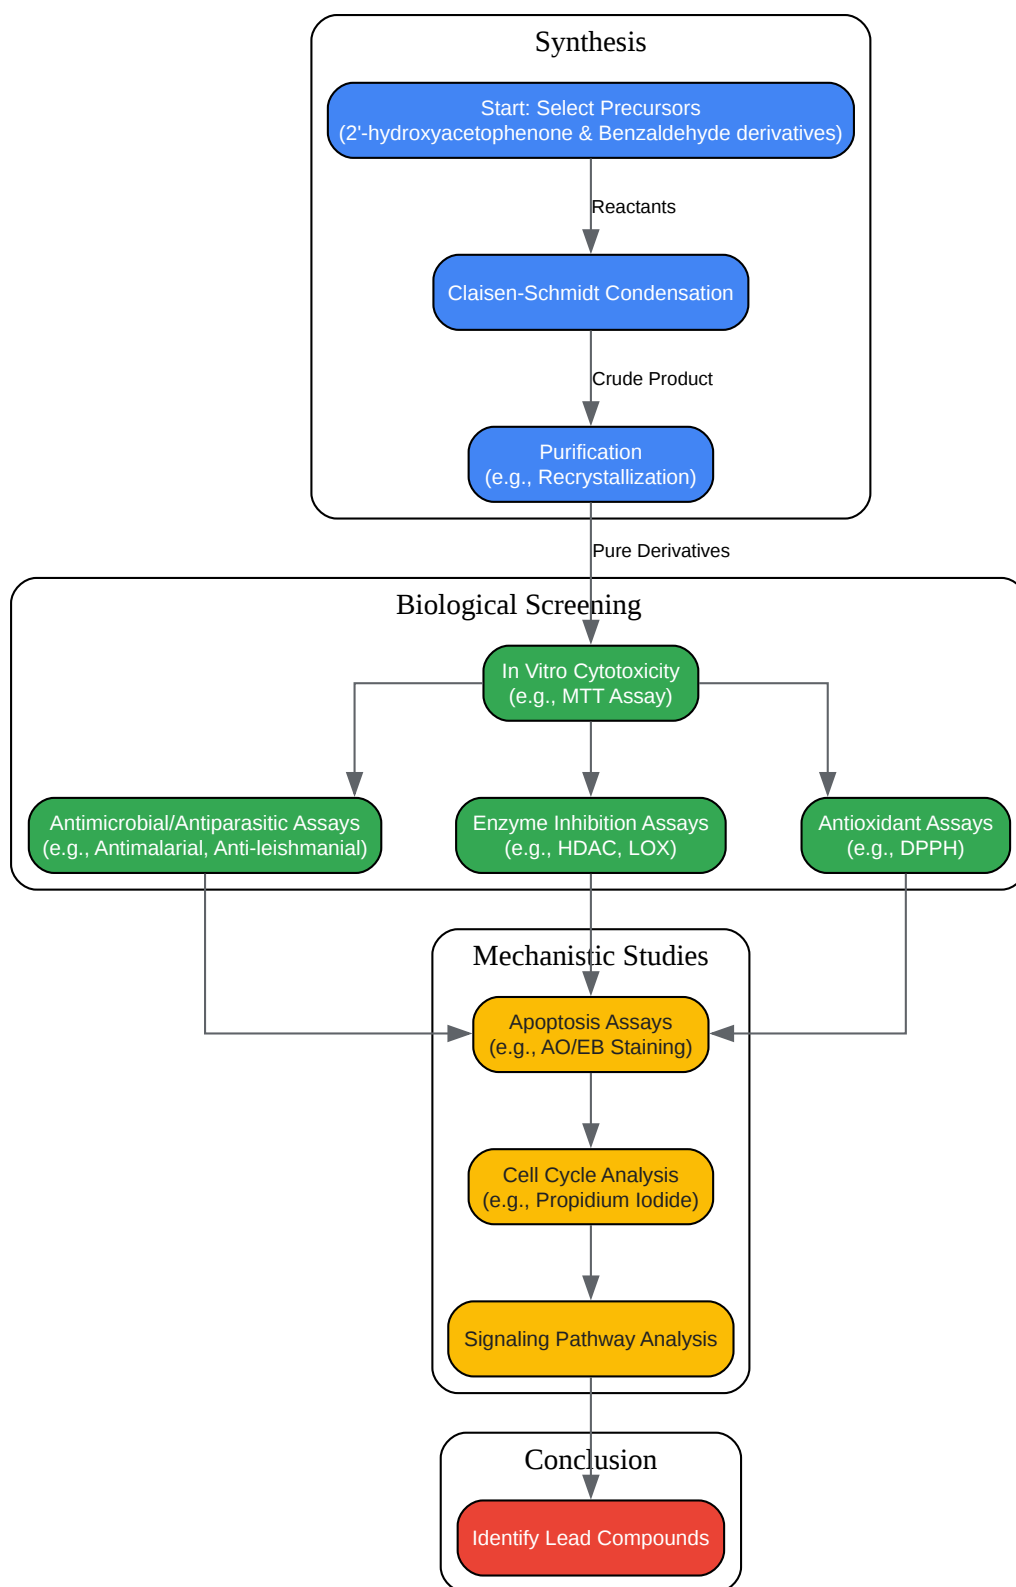 Synthesis
Start: Select Precursors
(2'-hydroxyacetophenone & Benzaldehyde derivatives)
Reactants
Claisen-Schmidt Condensation
Crude Product
Purification
(e.g., Recrystallization)
Pure Derivatives
Biological Screening
In Vitro Cytotoxicity
(e.g., MTT Assay)
Antimicrobial/Antiparasitic Assays
(e.g., Antimalarial, Anti-leishmanial)
Enzyme Inhibition Assays
(e.g., HDAC, LOX)
Antioxidant Assays
(e.g., DPPH)
Mechanistic Studies
Apoptosis Assays
(e.g., AO/EB Staining)
Cell Cycle Analysis
(e.g., Propidium Iodide)
Signaling Pathway Analysis
Conclusion
Identify Lead Compounds